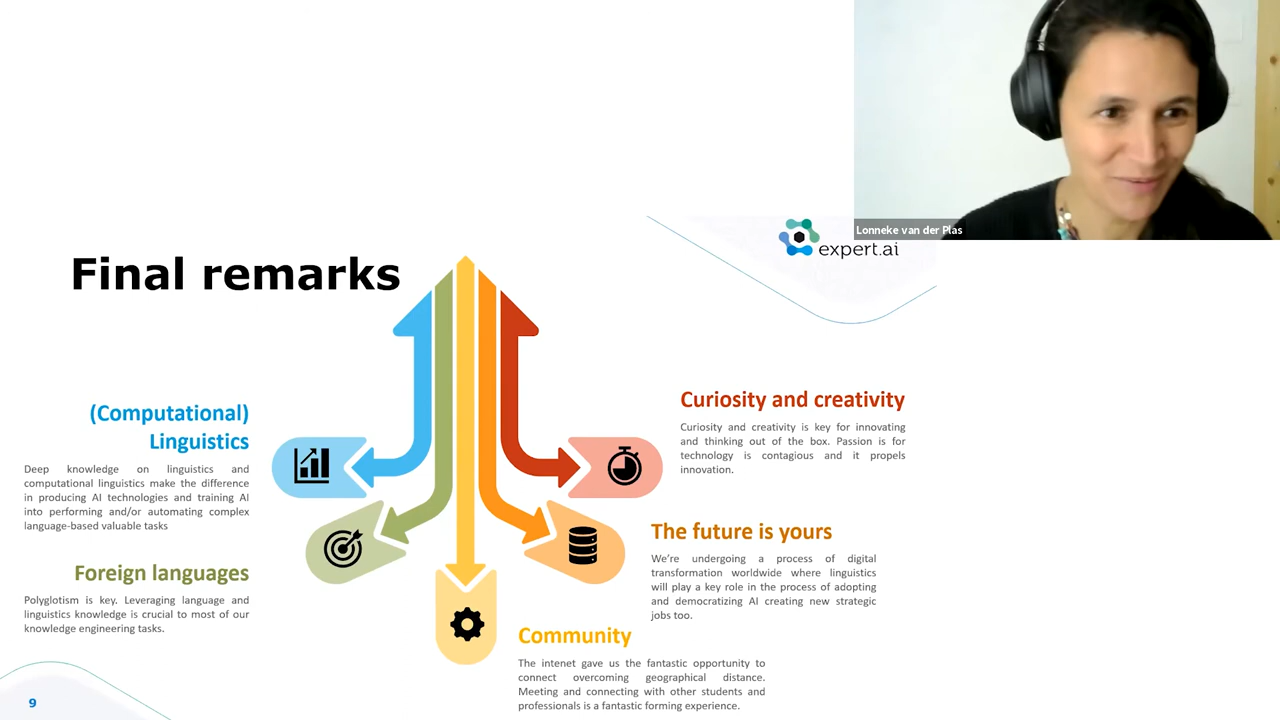 Lonneke van der Plas
expert.ai
Final remarks
(Computational)
Linguistics
Deep knowledge on linguistics and
computational linguistics make the difference
in producing AI technologies and training AI
into performing and/or automating complex
language-based valuable tasks
Foreign languages
Polyglotism is key. Leveraging language and
linguistics knowledge is crucial to most of our
knowledge engineering tasks.
Curiosity and creativity
Curiosity and creativity is key for innovating
and thinking out of the box. Passion is for
technology is contagious and it propels
innovation.
The future is yours
We're undergoing a process of digital
transformation worldwide where linguistics
will play a key role in the process of adopting
and democratizing AI creating new strategic
jobs too.
Community
The intenet gave us the fantastic opportunity to
connect overcoming geographical distance.
Meeting and connecting with other students and
professionals is a fantastic forming experience.
9